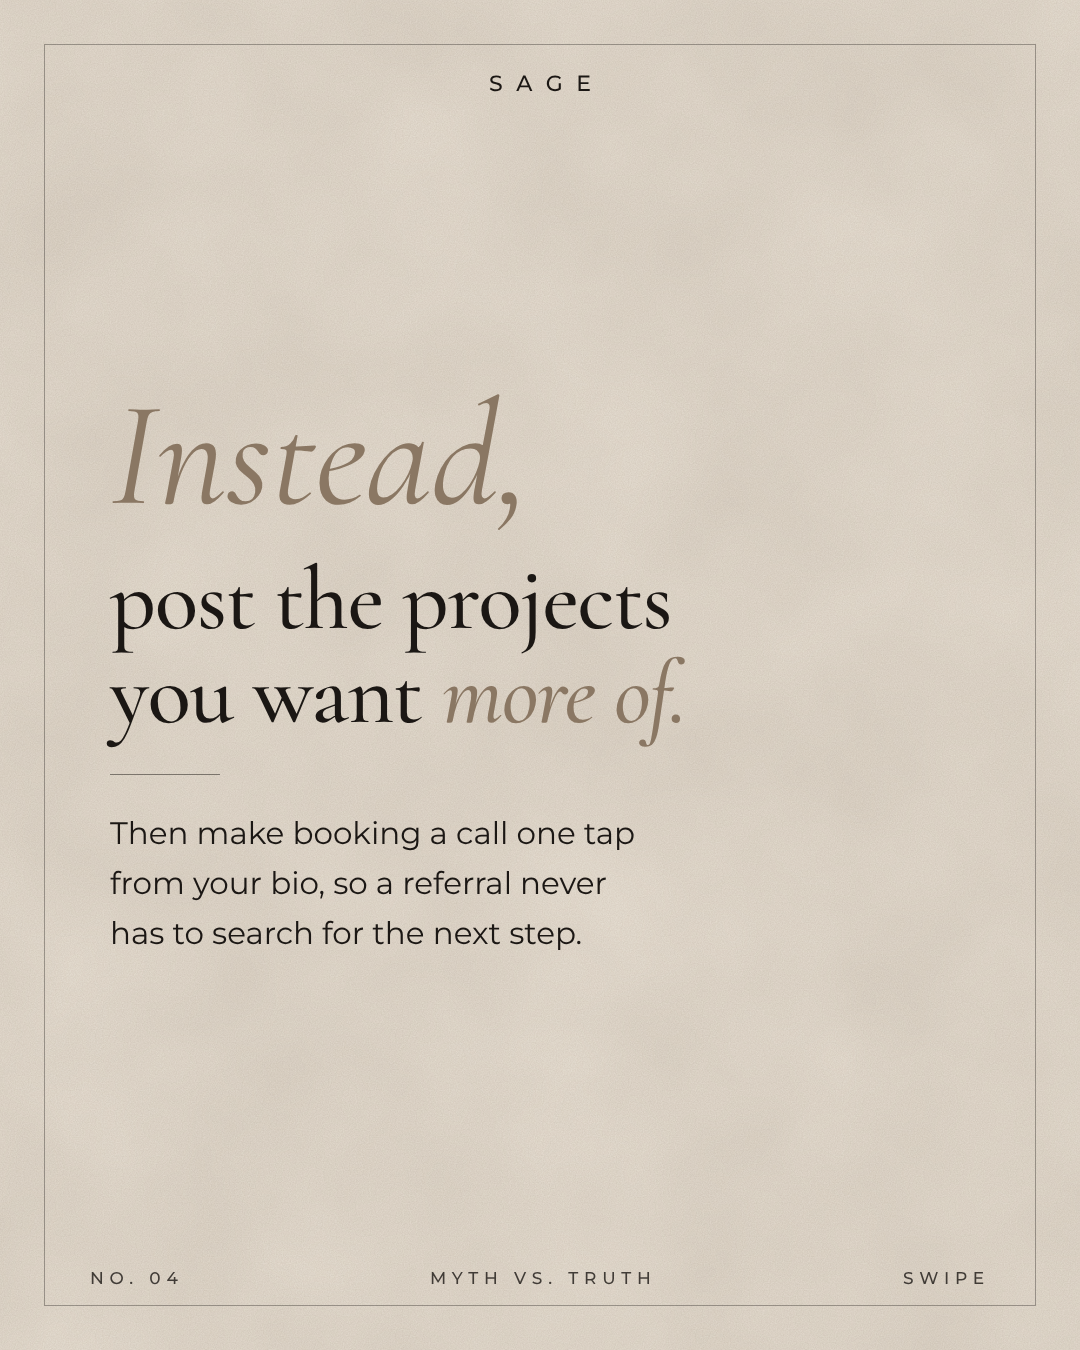 SAGE
Instead,
post the projects
you want more of.
Then make booking a call one tap
from your bio, so a referral never
has to search for the next step.
NO. 04
MYTH VS. TRUTH
SWIPE